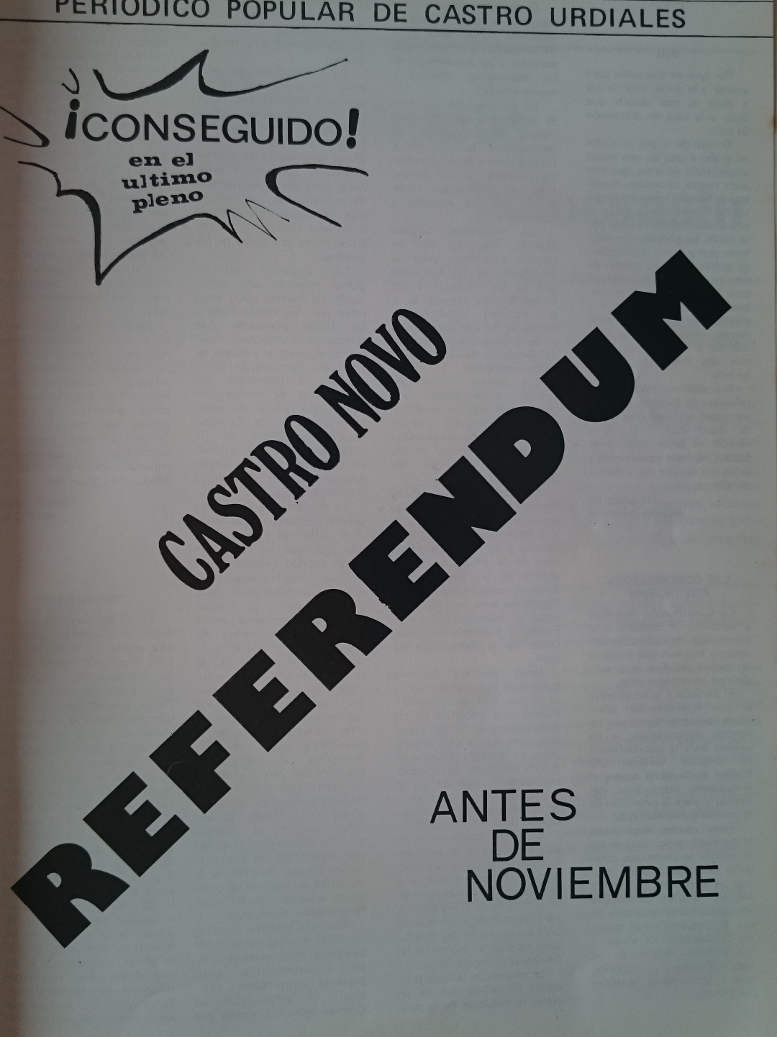 PERIODICO POPULAR DE CASTRO URDIALES
¡CONSEGUIDO!
en el
ultimo
pleno
CASTRO NOVO
REFERENDUM
ANTES
DE
NOVIEMBRE